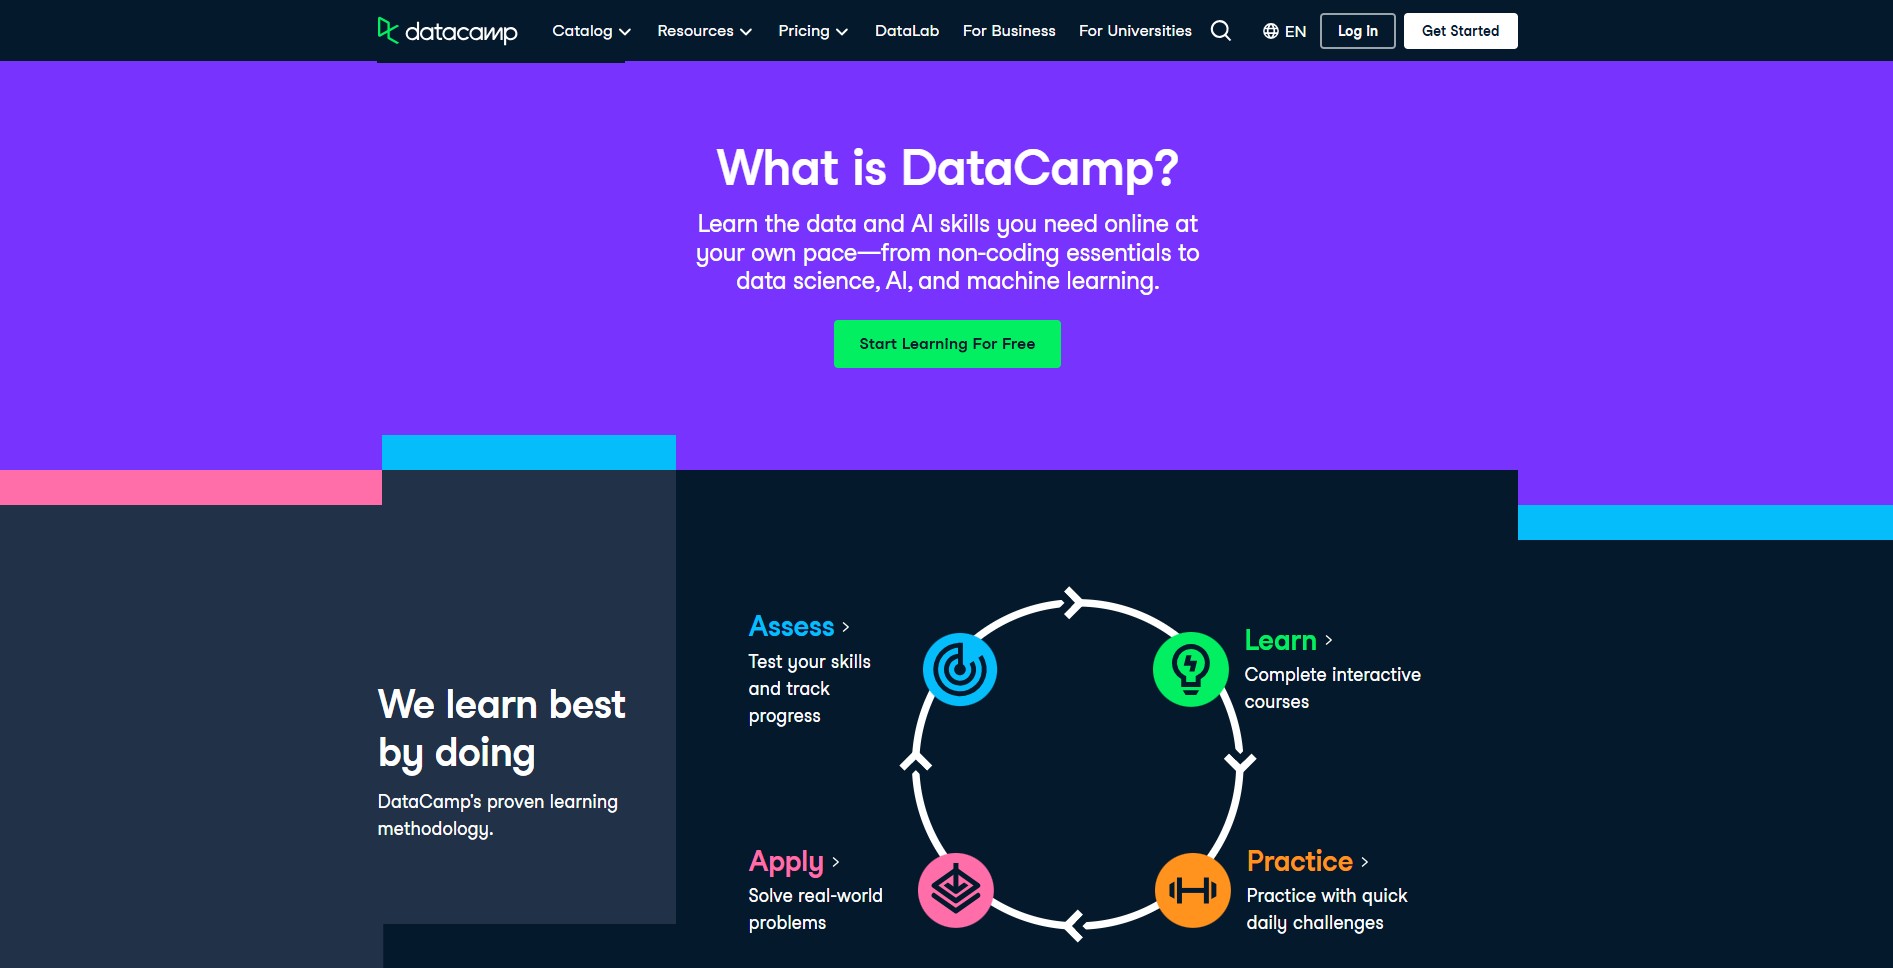 datacamp
Catalog
Resources
Pricing
DataLab
For Business
For Universities
EN
Log In
Get Started
What is DataCamp?
Learn the data and AI skills you need online at
your own pace—from non-coding essentials to
data science, AI, and machine learning.
Start Learning For Free
We learn best
by doing
DataCamp's proven learning
methodology.
Assess
Test your skills
and track
progress
Learn
Complete interactive
courses
Apply
Solve real-world
problems
Practice
Practice with quick
daily challenges